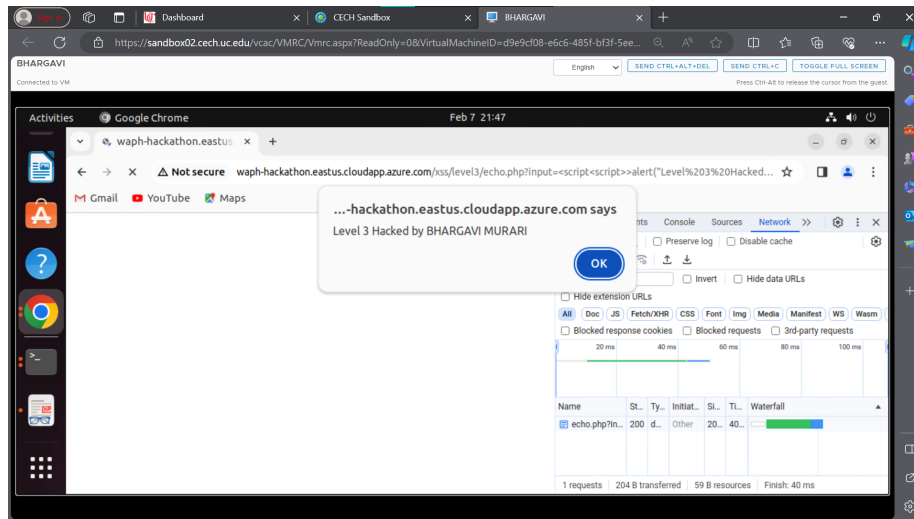 Dashboard
CECH Sandbox
BHARGAVI
https://sandbox02.cech.uc.edu/vcac/VMRC/Vmrc.aspx?ReadOnly=0&VirtualMachineID=d9e9cf08-e6c6-485f-bf3f-5ee...
BHARGAVI
English
SEND CTRL+ALT+DEL
SEND CTRL+C
TOGGLE FULL SCREEN
Connected to VM
Press Ctrl-Alt to release the cursor from the guest.
Activities
Google Chrome
Feb 7 21:47
waph-hackathon.eastus.
Not secure
waph-hackathon.eastus.cloudapp.azure.com/xss/level3/echo.php?input=<script<script>>alert("Level%203%20Hacked...
Gmail
YouTube
Maps
...-hackathon.eastus.cloudapp.azure.com says
Level 3 Hacked by BHARGAVI MURARI
OK
nts
Console
Sources
Network
Preserve log
Disable cache
Invert
Hide data URLs
Hide extension URLs
All
Doc
JS
Fetch/XHR
CSS
Font
Img
Media
Manifest
WS
Wasm
Blocked response cookies
Blocked requests
3rd-party requests
20 ms
40 ms
60 ms
80 ms
100 ms
Name
St...
Ty...
Initiat...
Si...
Ti...
Waterfall
echo.php?in...
200
d...
Other
20...
40...
1 requests
204 B transferred
59 B resources
Finish: 40 ms